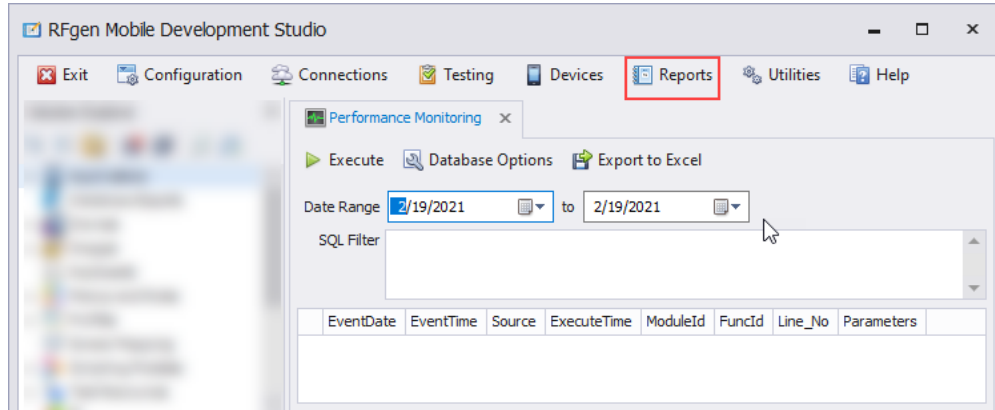 RFgen Mobile Development Studio
Exit Configuration Connections Testing Devices Reports Utilities Help
Performance Monitoring
Execute Database Options Export to Excel
Date Range 2/19/2021 to 2/19/2021
SQL Filter
EventDate EventTime Source ExecuteTime ModuleId FuncId Line_No Parameters